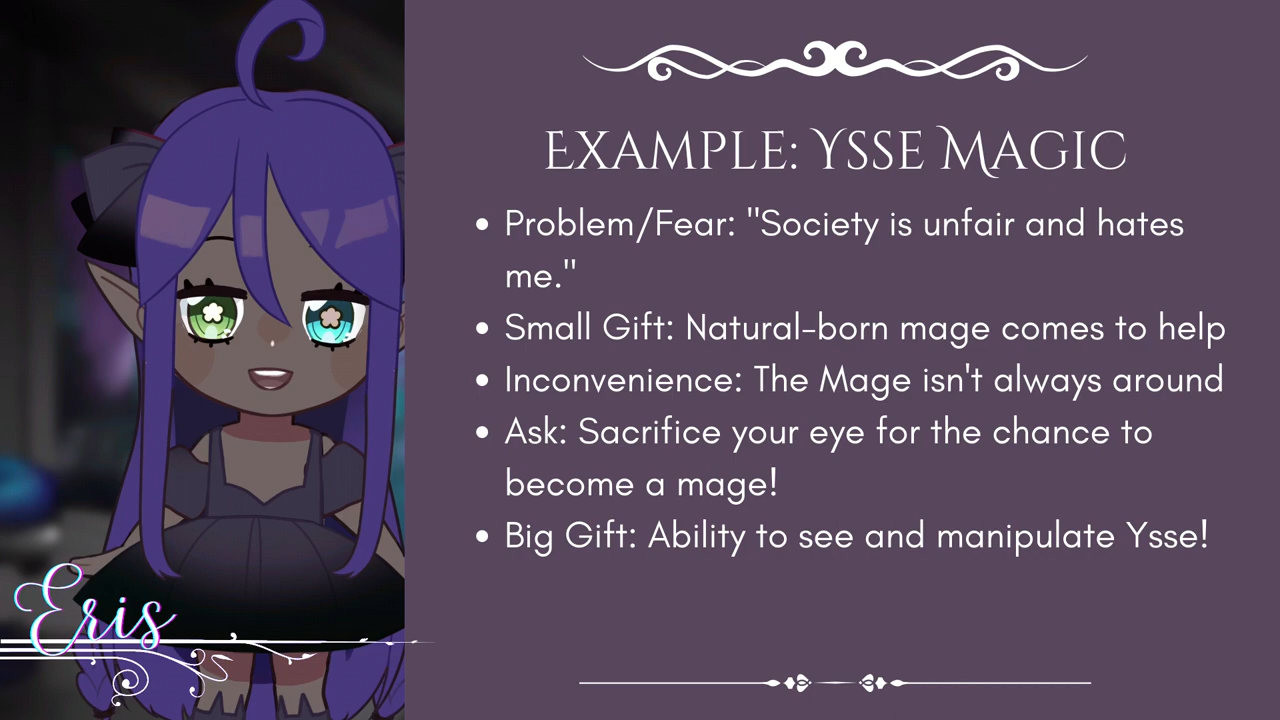 Example: Ysse Magic
• Problem/Fear: "Society is unfair and hates
me."
• Small Gift: Natural-born mage comes to help
• Inconvenience: The Mage isn't always around
• Ask: Sacrifice your eye for the chance to
become a mage!
• Big Gift: Ability to see and manipulate Ysse!
Eris